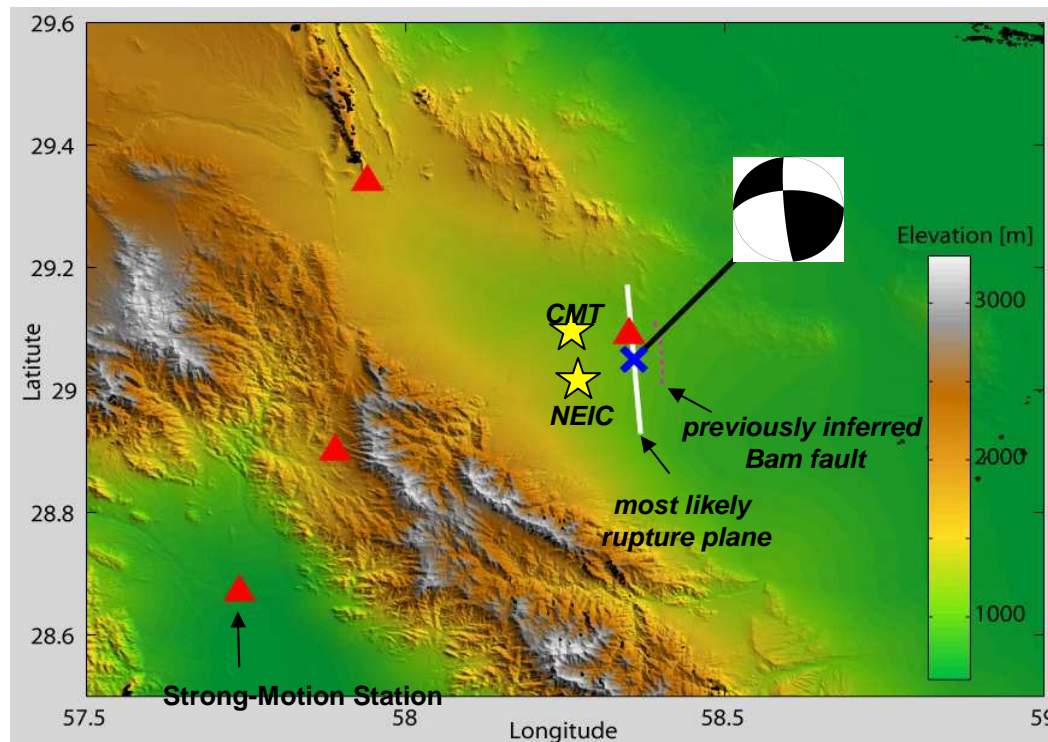 29.6
29.4
29.2
29
28.8
28.6
Latitute
57.5
58
58.5
59
Longitude
Elevation [m]
3000
2000
1000
CMT
NEIC
previously inferred
Bam fault
most likely
rupture plane
Strong-Motion Station